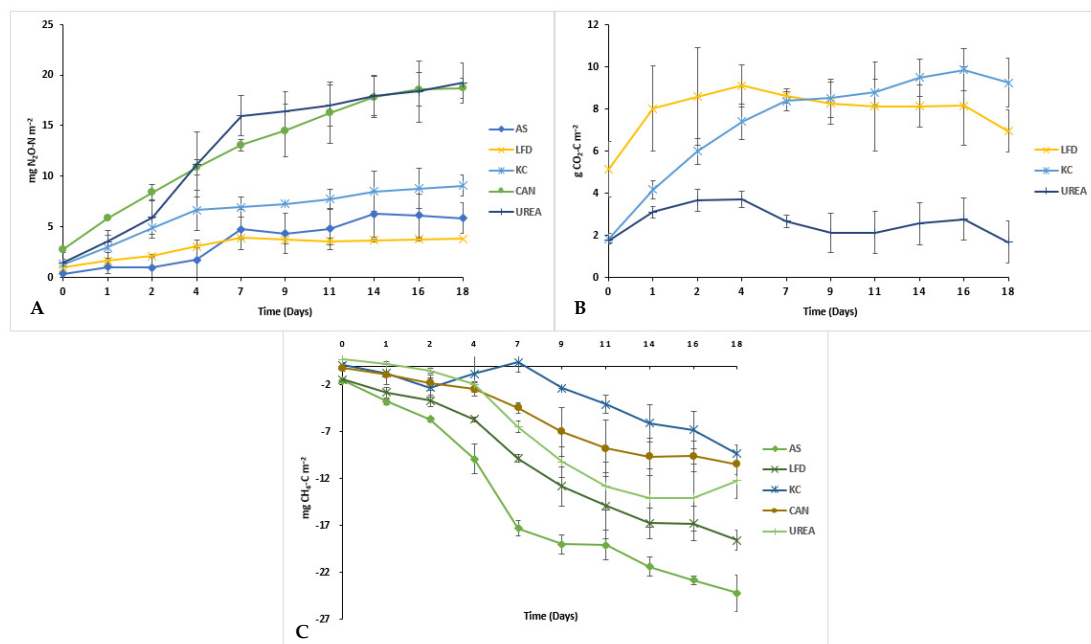 25
20
15
10
5
0
mg N₂O-N m⁻²
0 1 2 4 7 9 11 14 16 18
Time (Days)
A
AS
LFD
KC
CAN
UREA
12
10
8
6
4
2
0
g CO₂-C m⁻²
0 1 2 4 7 9 11 14 16 18
Time (Days)
B
LFD
KC
UREA
0 1 2 4 7 9 11 14 16 18
-2
-7
-12
-17
-22
-27
mg CH₄-C m⁻²
Time (Days)
C
AS
LFD
KC
CAN
UREA